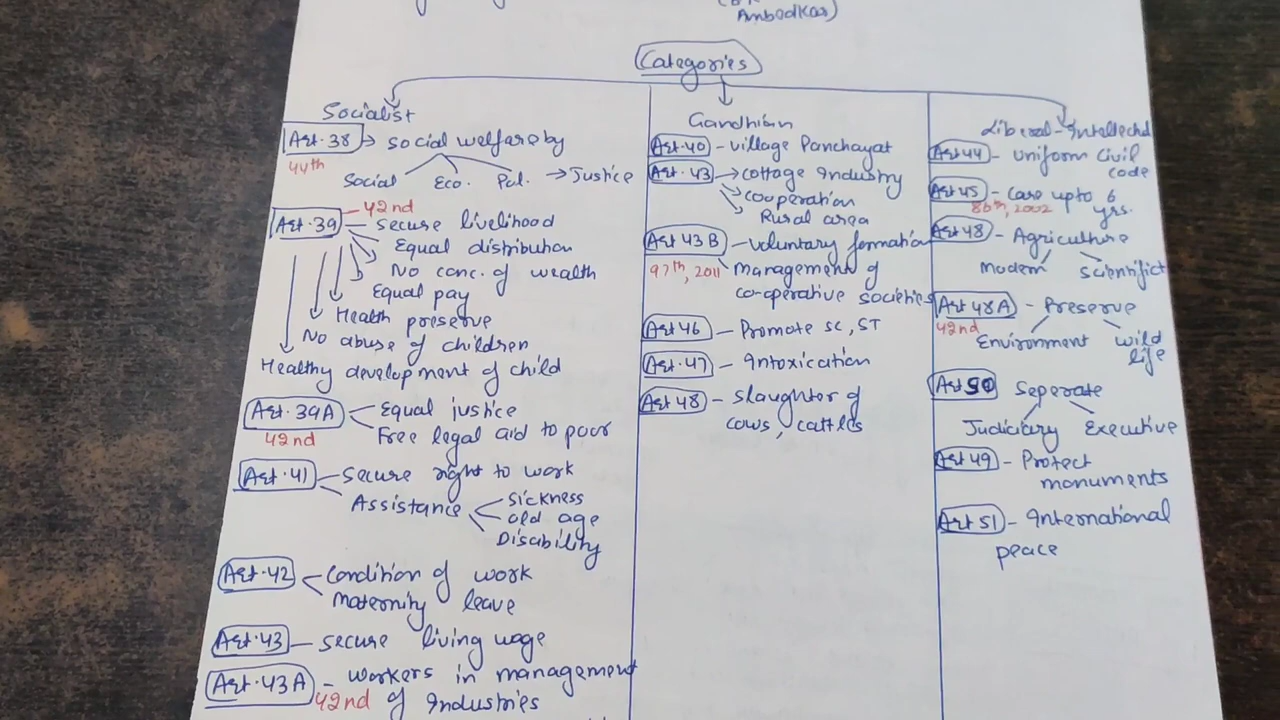 Ambedkar)
Categories
Socialist
Art.38 → social welfare by
44th
Social Eco. Pol. → Justice
42nd
Art.39 secure livelihood
Equal distribution
No conc. of wealth
Equal pay
Health preserve
No abuse of children
Healthy development of child
Art.39A Equal justice
42nd Free legal aid to poor
Art.41 Secure right to work
Assistance Sickness
old age
Disability
Art.42 Condition of work
maternity leave
Art.43 - secure living wage
Art.43A - workers in management
42nd of Industries
Gandhian
Art.40 - village Panchayat
Art.43 → cottage Industry
cooperation
Rural area
Art 43B - voluntary formation
97th, 2011 management of
co-operative societies
Art.46 - Promote SC, ST
Art.47 - Intoxication
Art.48 - slaughter of
cows, cattles
Liberal-Intellectual
Art.44 - uniform civil
code
Art.45 - care upto 6
86th, 2002 yrs.
Art.48 - Agriculture
Modern Scientific
Art 48A - Preserve
42nd Environment wild
life
Art 50 Seperate
Judiciary Executive
Art.49 - Protect
monuments
Art 51 - International
peace